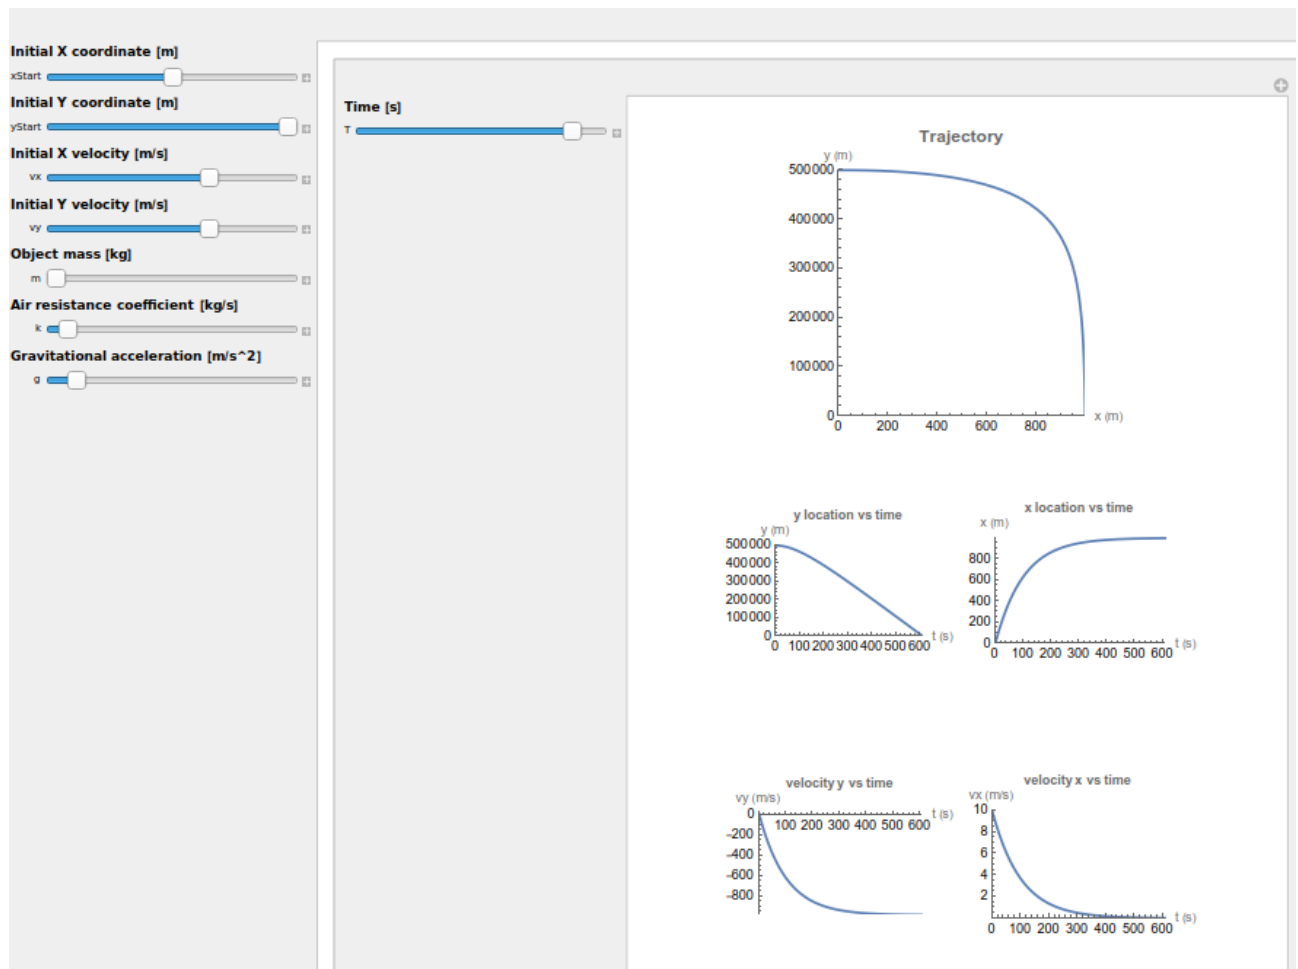 Initial X coordinate [m]
xStart
Initial Y coordinate [m]
yStart
Initial X velocity [m/s]
vx
Initial Y velocity [m/s]
vy
Object mass [kg]
m
Air resistance coefficient [kg/s]
k
Gravitational acceleration [m/s^2]
g
Time [s]
T
Trajectory
y (m)
500000
400000
300000
200000
100000
0
0 200 400 600 800
x (m)
y location vs time
y (m)
500000
400000
300000
200000
100000
0
0 100 200 300 400 500 600
t (s)
x location vs time
x (m)
800
600
400
200
0
0 100 200 300 400 500 600
t (s)
velocity y vs time
vy (m/s)
0
100 200 300 400 500 600
t (s)
-200
-400
-600
-800
velocity x vs time
vx (m/s)
10
8
6
4
2
0 100 200 300 400 500 600
t (s)